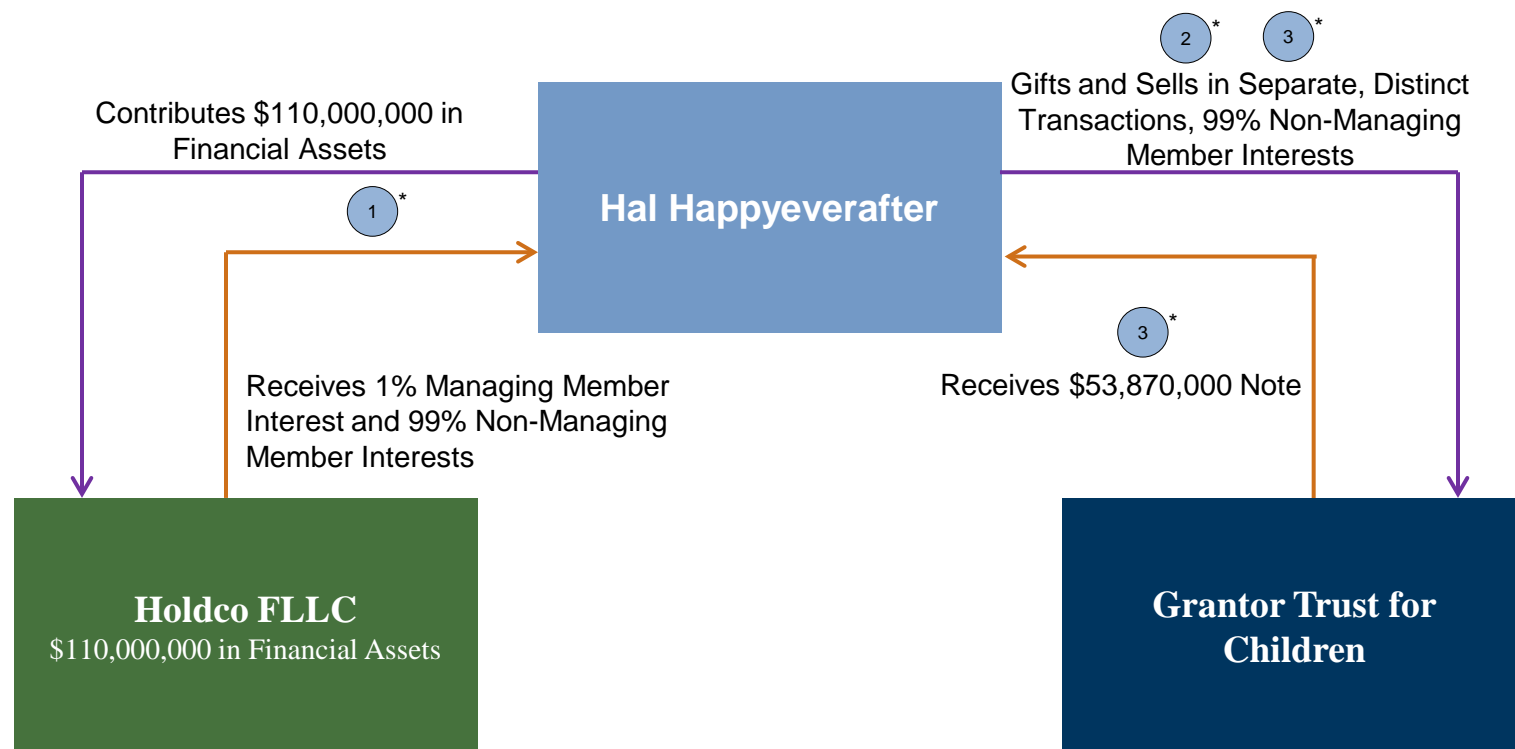 2 * 3 *
Gifts and Sells in Separate, Distinct
Transactions, 99% Non-Managing
Member Interests
Contributes $110,000,000 in
Financial Assets
1 *
Hal Happyeverafter
3 *
Receives 1% Managing Member
Interest and 99% Non-Managing
Member Interests
Receives $53,870,000 Note
Holdco FLLC
$110,000,000 in Financial Assets
Grantor Trust for
Children